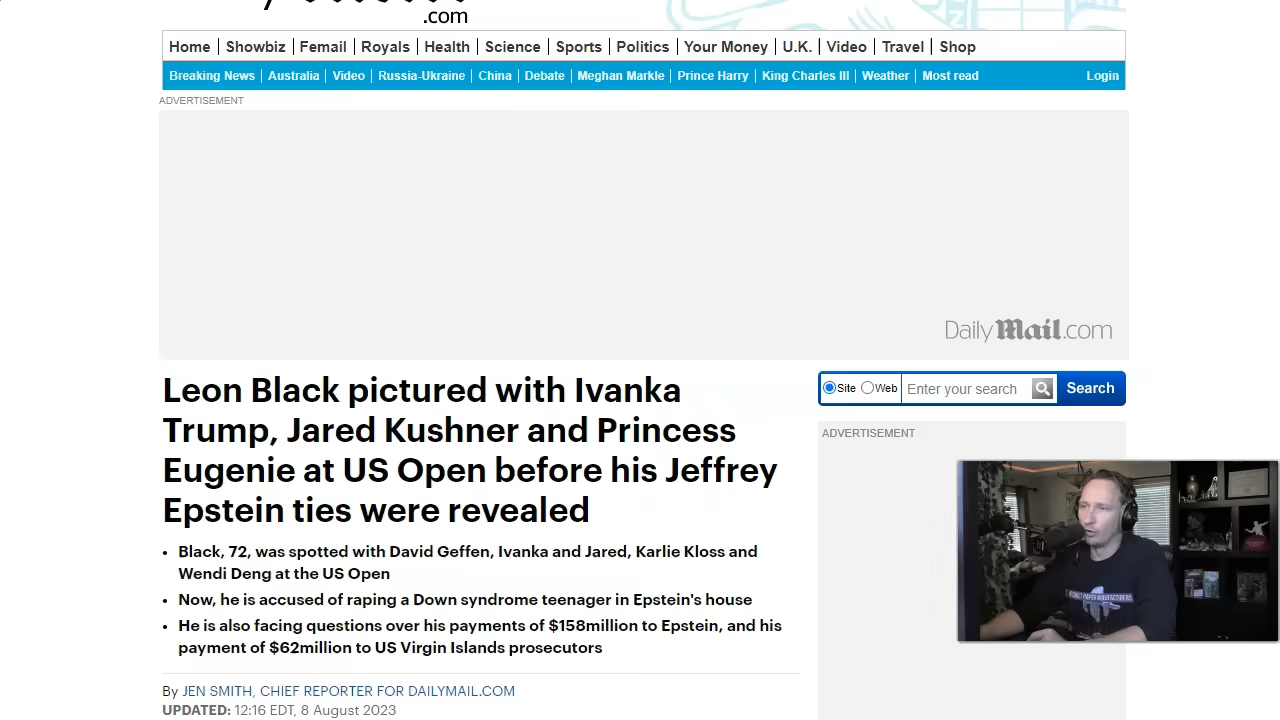 .com
Home Showbiz Femail Royals Health Science Sports Politics Your Money U.K. Video Travel Shop
Breaking News Australia Video Russia-Ukraine China Debate Meghan Markle Prince Harry King Charles III Weather Most read Login
ADVERTISEMENT
Daily Mail.com
Leon Black pictured with Ivanka
Trump, Jared Kushner and Princess
Eugenie at US Open before his Jeffrey
Epstein ties were revealed
Site Web Enter your search Search
ADVERTISEMENT
• Black, 72, was spotted with David Geffen, Ivanka and Jared, Karlie Kloss and
Wendi Deng at the US Open
• Now, he is accused of raping a Down syndrome teenager in Epstein's house
• He is also facing questions over his payments of $158million to Epstein, and his
payment of $62million to US Virgin Islands prosecutors
By JEN SMITH, CHIEF REPORTER FOR DAILYMAIL.COM
UPDATED: 12:16 EDT, 8 August 2023